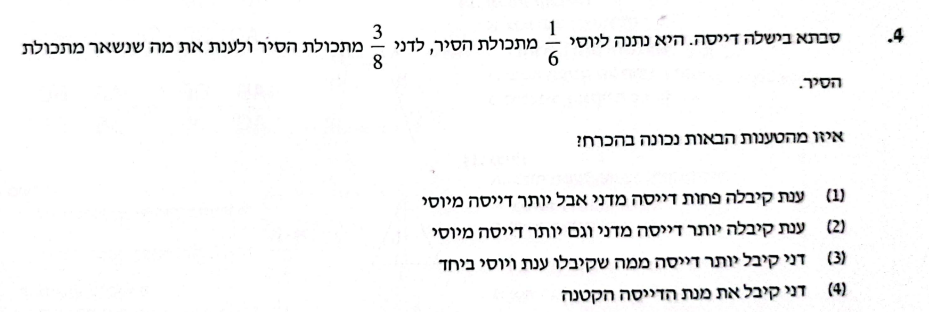 .4 סבתא בישלה דייסה. היא נתנה ליוסי 1/6 מתכולת הסיר, לדני 3/8 מתכולת הסיר ולענת את מה שנשאר מתכולת
הסיר.
איזו מהטענות הבאות נכונה בהכרח?
(1) ענת קיבלה פחות דייסה מדני אבל יותר דייסה מיוסי
(2) ענת קיבלה יותר דייסה מדני וגם יותר דייסה מיוסי
(3) דני קיבל יותר דייסה ממה שקיבלו ענת ויוסי ביחד
(4) דני קיבל את מנת הדייסה הקטנה